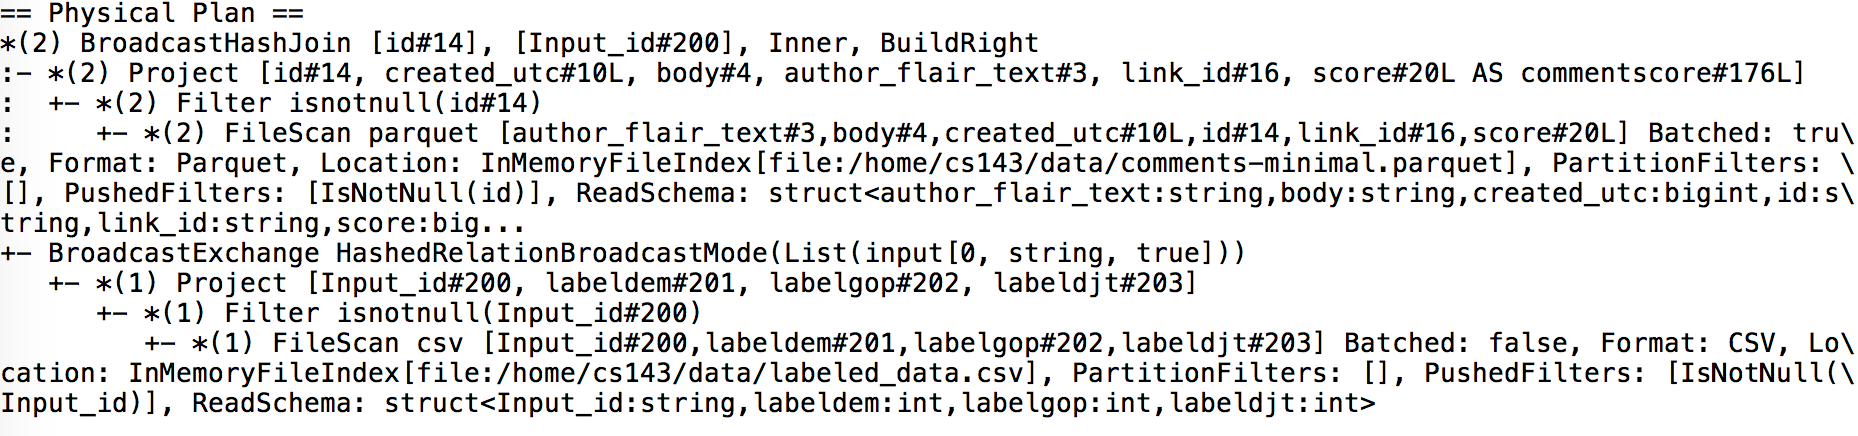 == Physical Plan ==
*(2) BroadcastHashJoin [id#14], [Input_id#200], Inner, BuildRight
:- *(2) Project [id#14, created_utc#10L, body#4, author_flair_text#3, link_id#16, score#20L AS commentscore#176L]
:  +- *(2) Filter isnotnull(id#14)
:     +- *(2) FileScan parquet [author_flair_text#3,body#4,created_utc#10L,id#14,link_id#16,score#20L] Batched: tru\
e, Format: Parquet, Location: InMemoryFileIndex[file:/home/cs143/data/comments-minimal.parquet], PartitionFilters: \
[], PushedFilters: [IsNotNull(id)], ReadSchema: struct<author_flair_text:string,body:string,created_utc:bigint,id:s\
tring,link_id:string,score:big...
+- BroadcastExchange HashedRelationBroadcastMode(List(input[0, string, true]))
   +- *(1) Project [Input_id#200, labeldem#201, labelgop#202, labeldjt#203]
      +- *(1) Filter isnotnull(Input_id#200)
         +- *(1) FileScan csv [Input_id#200,labeldem#201,labelgop#202,labeldjt#203] Batched: false, Format: CSV, Lo\
cation: InMemoryFileIndex[file:/home/cs143/data/labeled_data.csv], PartitionFilters: [], PushedFilters: [IsNotNull(\
Input_id)], ReadSchema: struct<Input_id:string,labeldem:int,labelgop:int,labeldjt:int>